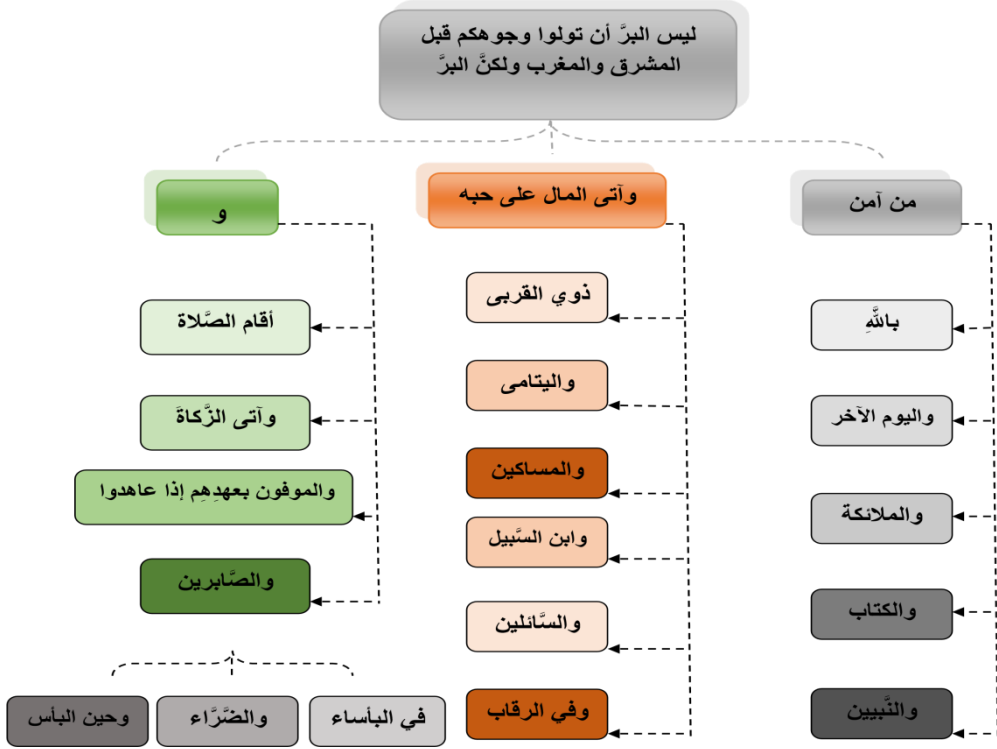 ليس البرَّ أن تولوا وجوهكم قبل
المشرق والمغرب ولكنَّ البرَّ
من آمن
بالله
واليوم الآخر
والملائكة
والكتاب
والنَّبيين
وآتى المال على حبه
ذوي القربى
واليتامى
والمساكين
وابن السَّبيل
والسَّائلين
وفي الرقاب
و
أقام الصَّلاة
وآتى الزَّكاةَ
والموفون بعهدِهِم إذا عاهدوا
والصَّابرين
في البأساء
والضَّرَّاء
وحين البأس